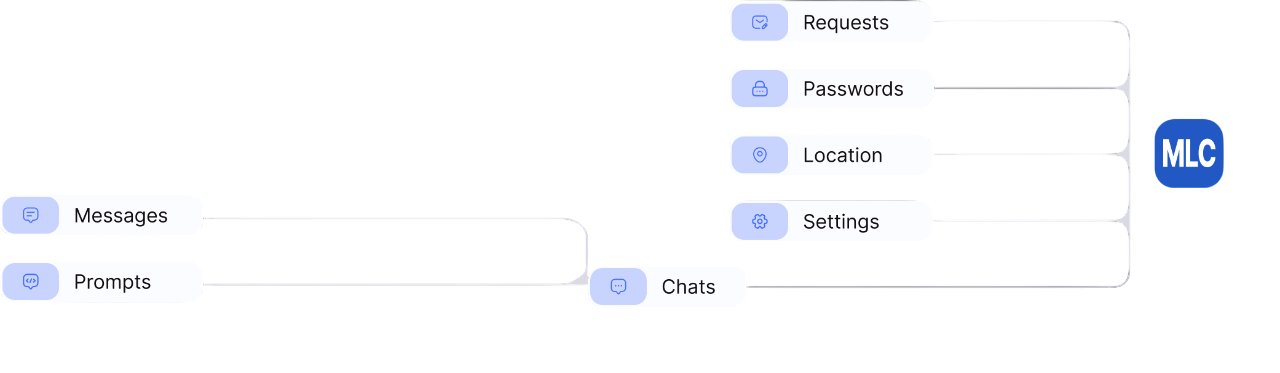 Requests
Passwords
Location
Settings
MLC
Messages
Prompts
Chats